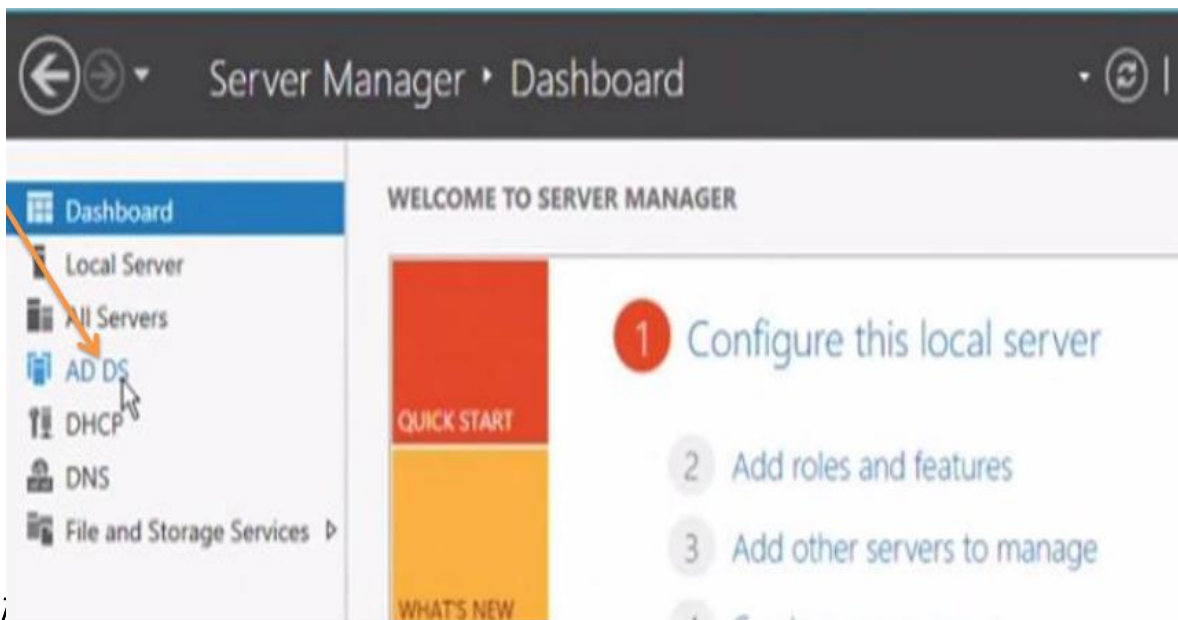 Server Manager ‣ Dashboard
Dashboard
Local Server
All Servers
AD DS
DHCP
DNS
File and Storage Services
WELCOME TO SERVER MANAGER
QUICK START
WHAT'S NEW
1 Configure this local server
2 Add roles and features
3 Add other servers to manage